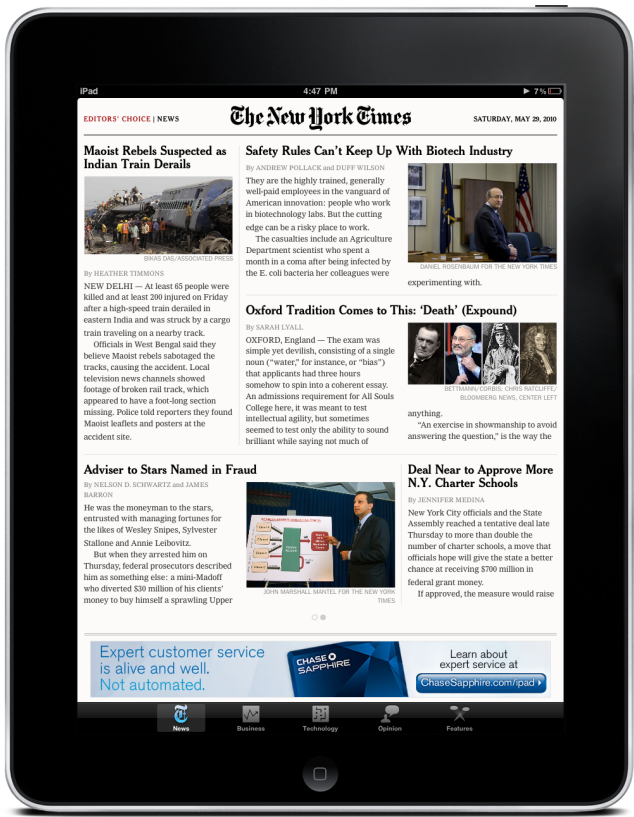 iPad
4:47 PM
7%
EDITORS' CHOICE | NEWS
The New York Times
SATURDAY, MAY 29, 2010
Maoist Rebels Suspected as
Indian Train Derails
BIKAS DAS/ASSOCIATED PRESS
By HEATHER TIMMONS
NEW DELHI — At least 65 people were
killed and at least 200 injured on Friday
after a high-speed train derailed in
eastern India and was struck by a cargo
train traveling on a nearby track.
Officials in West Bengal said they
believe Maoist rebels sabotaged the
tracks, causing the accident. Local
television news channels showed
footage of broken rail track, which
appeared to have a foot-long section
missing. Police told reporters they found
Maoist leaflets and posters at the
accident site.
Safety Rules Can't Keep Up With Biotech Industry
By ANDREW POLLACK and DUFF WILSON
They are the highly trained, generally
well-paid employees in the vanguard of
American innovation: people who work
in biotechnology labs. But the cutting
edge can be a risky place to work.
The casualties include an Agriculture
Department scientist who spent a
month in a coma after being infected by
the E. coli bacteria her colleagues were
DANIEL ROSENBAUM FOR THE NEW YORK TIMES
experimenting with.
Oxford Tradition Comes to This: 'Death' (Expound)
By SARAH LYALL
OXFORD, England — The exam was
simple yet devilish, consisting of a single
noun ("water," for instance, or "bias")
that applicants had three hours
somehow to spin into a coherent essay.
An admissions requirement for All Souls
College here, it was meant to test
intellectual agility, but sometimes
seemed to test only the ability to sound
brilliant while saying not much of
BETTMANN/CORBIS; CHRIS RATCLIFFE/
BLOOMBERG NEWS, CENTER LEFT
anything.
"An exercise in showmanship to avoid
answering the question," is the way the
Adviser to Stars Named in Fraud
By NELSON D. SCHWARTZ and JAMES
BARRON
He was the moneyman to the stars,
entrusted with managing fortunes for
the likes of Wesley Snipes, Sylvester
Stallone and Annie Leibovitz.
But when they arrested him on
Thursday, federal prosecutors described
him as something else: a mini-Madoff
who diverted $30 million of his clients'
money to buy himself a sprawling Upper
JOHN MARSHALL MANTEL FOR THE NEW YORK
TIMES
Deal Near to Approve More
N.Y. Charter Schools
By JENNIFER MEDINA
New York City officials and the State
Assembly reached a tentative deal late
Thursday to more than double the
number of charter schools, a move that
officials hope will give the state a better
chance at receiving $700 million in
federal grant money.
If approved, the measure would raise
Expert customer service
is alive and well.
Not automated.
CHASE
SAPPHIRE
Learn about
expert service at
ChaseSapphire.com/ipad
News
Business
Technology
Opinion
Features